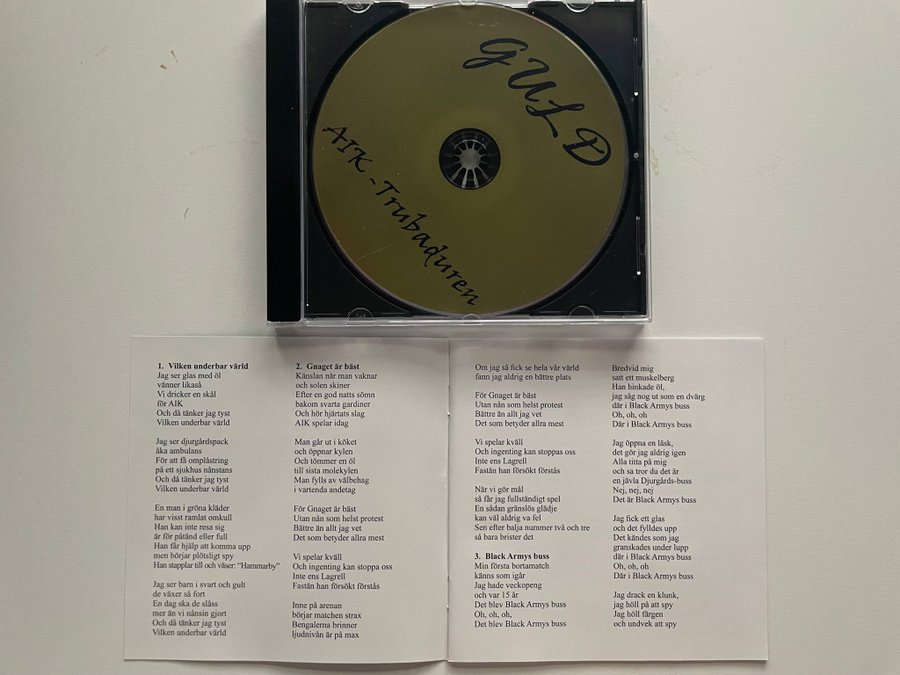 GULD
AIK - Trubaduren
1. Vilken underbar värld
Jag ser glas med öl
vänner likaså
Vi dricker en skål
för AIK
Och då tänker jag tyst
Vilken underbar värld
Jag ser djurgårdspack
åka ambulans
För att få omplåstring
på ett sjukhus nånstans
Och då tänker jag tyst
Vilken underbar värld
En man i gröna kläder
har visst ramlat omkull
Han kan inte resa sig
är för påtänd eller full
Han får hjälp att komma upp
men börjar plötsligt spy
Han stapplar till och väser: "Hammarby"
Jag ser barn i svart och gult
de växer så fort
En dag ska de slåss
mer än vi nånsin gjort
Och då tänker jag tyst
Vilken underbar värld
2. Gnaget är bäst
Känslan när man vaknar
och solen skiner
Efter en god natts sömn
bakom svarta gardiner
Och hör hjärtats slag
AIK spelar idag
Man går ut i köket
och öppnar kylen
Och tömmer en öl
till sista molekylen
Man fylls av välbehag
i vartenda andetag
För Gnaget är bäst
Utan nån som helst protest
Bättre än allt jag vet
Det som betyder allra mest
Vi spelar kväll
Och ingenting kan stoppas oss
Inte ens Lagrell
Fastän han försökt förstås
Inne på arenan
börjar matchen strax
Bengalerna brinner
ljudnivån är på max
Om jag så fick se hela vår värld
fann jag aldrig en bättre plats
För Gnaget är bäst
Utan nån som helst protest
Bättre än allt jag vet
Det som betyder allra mest
Vi spelar kväll
Och ingenting kan stoppas oss
Inte ens Lagrell
Fastän han försökt förstås
När vi gör mål
så får jag fullständigt spel
En sådan gränslös glädje
kan väl aldrig va fel
Sen efter balja nummer två och tre
så bara brister det
3. Black Armys buss
Min första bortamatch
känns som igår
Jag hade veckopeng
och var 15 år
Det blev Black Armys buss
Oh, oh, oh,
Det blev Black Armys buss
Bredvid mig
satt ett muskelberg
Han hinkade öl,
jag såg nog ut som en dvärg
där i Black Armys buss
Oh, oh, oh
Där i Black Armys buss
Jag öppna en läsk,
det gör jag aldrig igen
Alla titta på mig
och sa tror du det är
en jävla Djurgårds-buss
Nej, nej, nej
Det är Black Armys buss
Jag fick ett glas
och det fylldes upp
Det kändes som jag
granskades under lupp
där i Black Armys buss
Oh, oh, oh
Där i Black Armys buss
Jag drack en klunk,
jag höll på att spy
Jag höll färgen
och undvek att spy